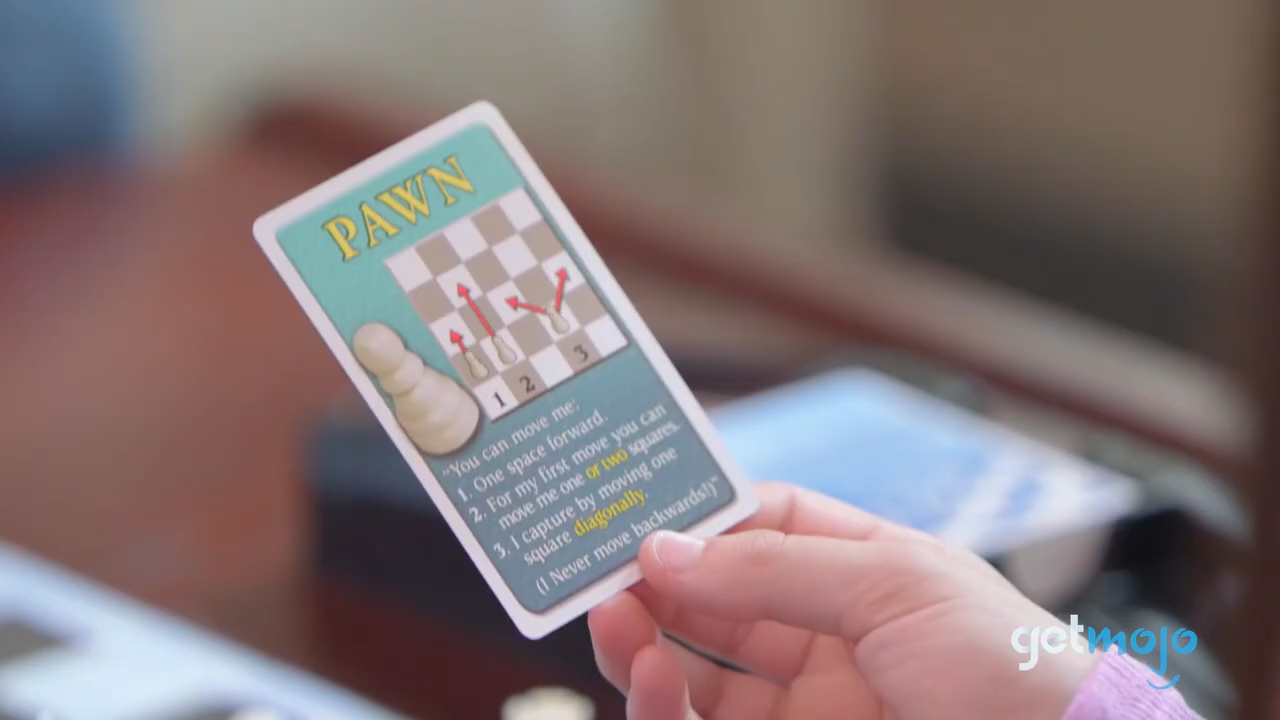 PAWN
1 2 3
"You can move me:
1. One space forward.
2. For my first move you can
move me one or two squares.
3. I capture by moving one
square diagonally.
(I Never move backwards!)"
getmojo